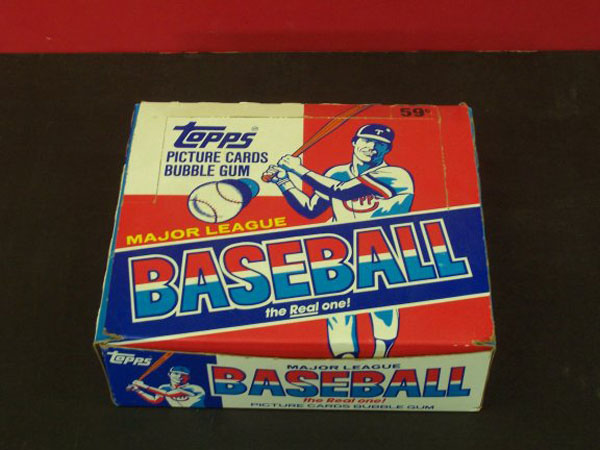 59¢
Topps
PICTURE CARDS
BUBBLE GUM
T
Topps
MAJOR LEAGUE
BASEBALL
the Real one!
Topps
MAJOR LEAGUE
BASEBALL
the Real one!
PICTURE CARDS BUBBLE GUM